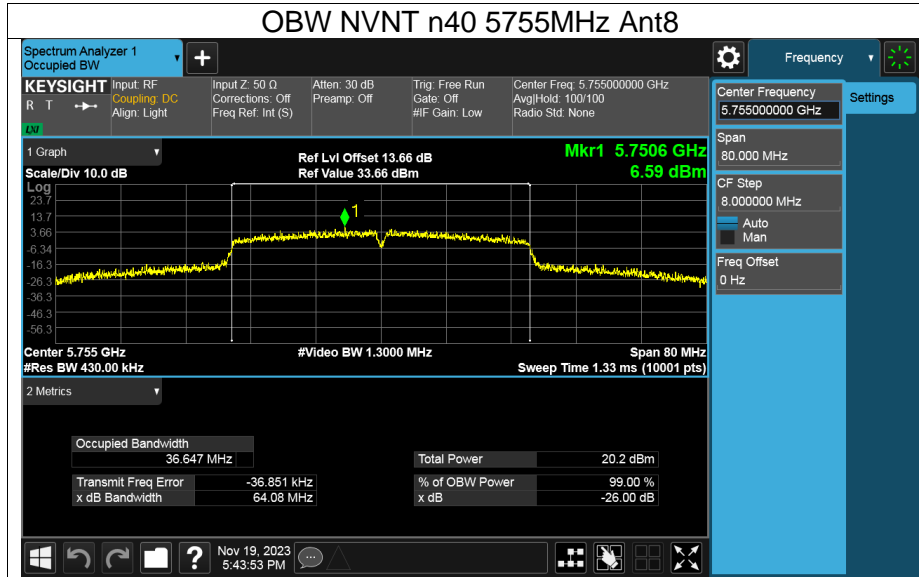 OBW NVNT n40 5755MHz Ant8
Spectrum Analyzer 1
Occupied BW
Frequency
KEYSIGHT
R T
LXI
Input: RF
Coupling: DC
Align: Light
Input Z: 50 Ω
Corrections: Off
Freq Ref: Int (S)
Atten: 30 dB
Preamp: Off
Trig: Free Run
Gate: Off
#IF Gain: Low
Center Freq: 5.755000000 GHz
Avg|Hold: 100/100
Radio Std: None
Center Frequency
5.755000000 GHz
Settings
Span
80.000 MHz
CF Step
8.000000 MHz
Auto
Man
Freq Offset
0 Hz
1 Graph
Ref Lvl Offset 13.66 dB
Mkr1 5.7506 GHz
Scale/Div 10.0 dB
Ref Value 33.66 dBm
6.59 dBm
Log
23.7
13.7
3.66
-6.34
-16.3
-26.3
-36.3
-46.3
-56.3
1
Center 5.755 GHz
#Video BW 1.3000 MHz
Span 80 MHz
#Res BW 430.00 kHz
Sweep Time 1.33 ms (10001 pts)
2 Metrics
Occupied Bandwidth
36.647 MHz
Total Power 20.2 dBm
Transmit Freq Error -36.851 kHz
% of OBW Power 99.00 %
x dB Bandwidth 64.08 MHz
x dB -26.00 dB
Nov 19, 2023
5:43:53 PM